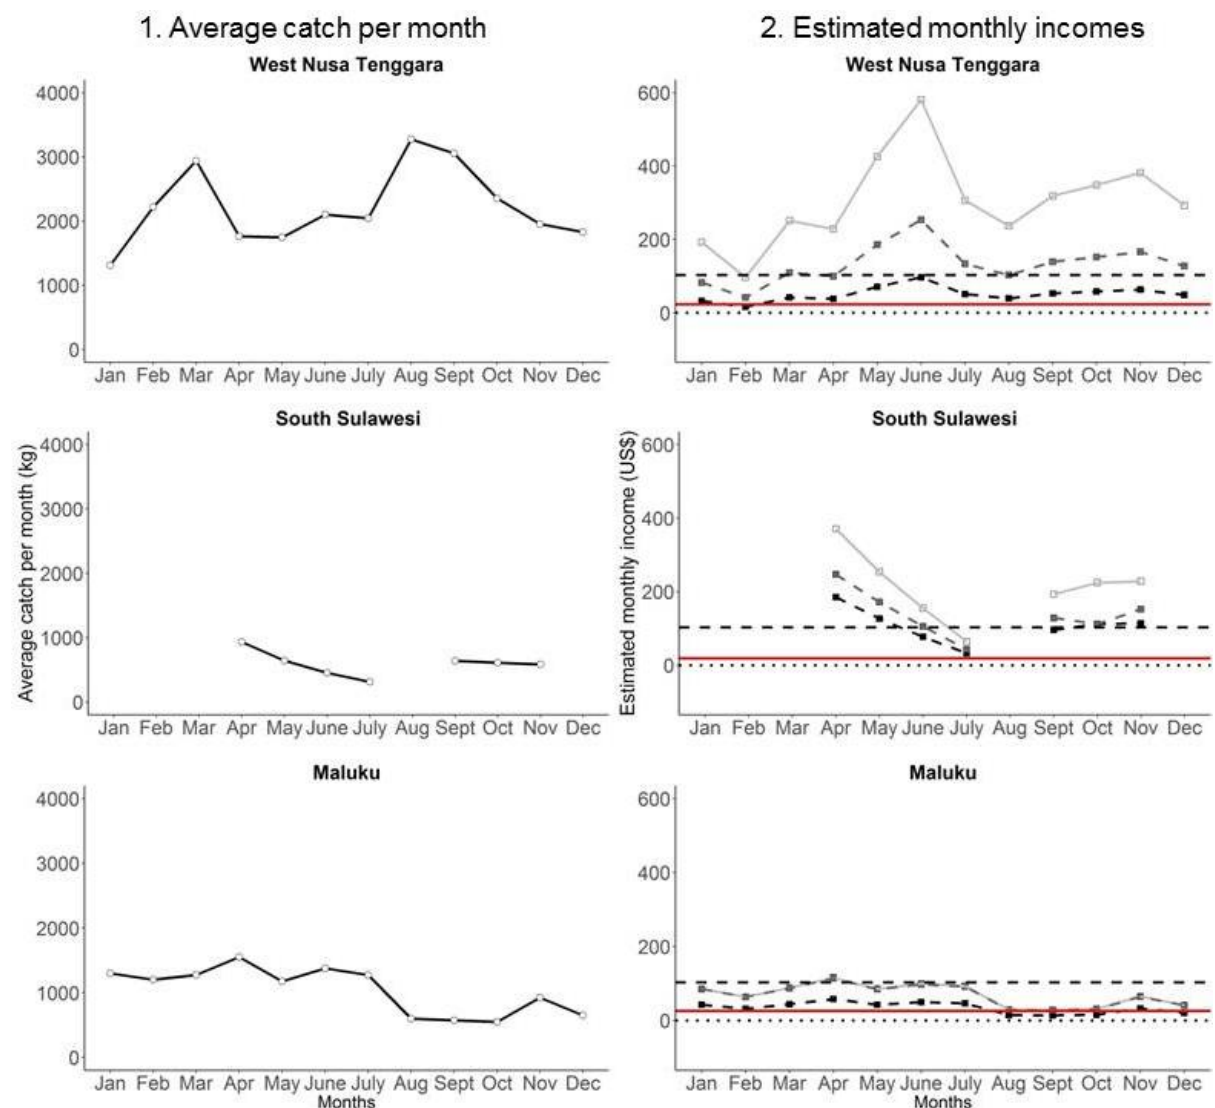 1. Average catch per month
West Nusa Tenggara
4000
3000
2000
1000
0
Jan Feb Mar Apr May June July Aug Sept Oct Nov Dec
South Sulawesi
Average catch per month (kg)
4000
3000
2000
1000
0
Jan Feb Mar Apr May June July Aug Sept Oct Nov Dec
Maluku
4000
3000
2000
1000
0
Jan Feb Mar Apr May June July Aug Sept Oct Nov Dec
Months
2. Estimated monthly incomes
West Nusa Tenggara
600
400
200
0
Jan Feb Mar Apr May June July Aug Sept Oct Nov Dec
South Sulawesi
Estimated monthly income (US$)
600
400
200
0
Jan Feb Mar Apr May June July Aug Sept Oct Nov Dec
Maluku
600
400
200
0
Jan Feb Mar Apr May June July Aug Sept Oct Nov Dec
Months